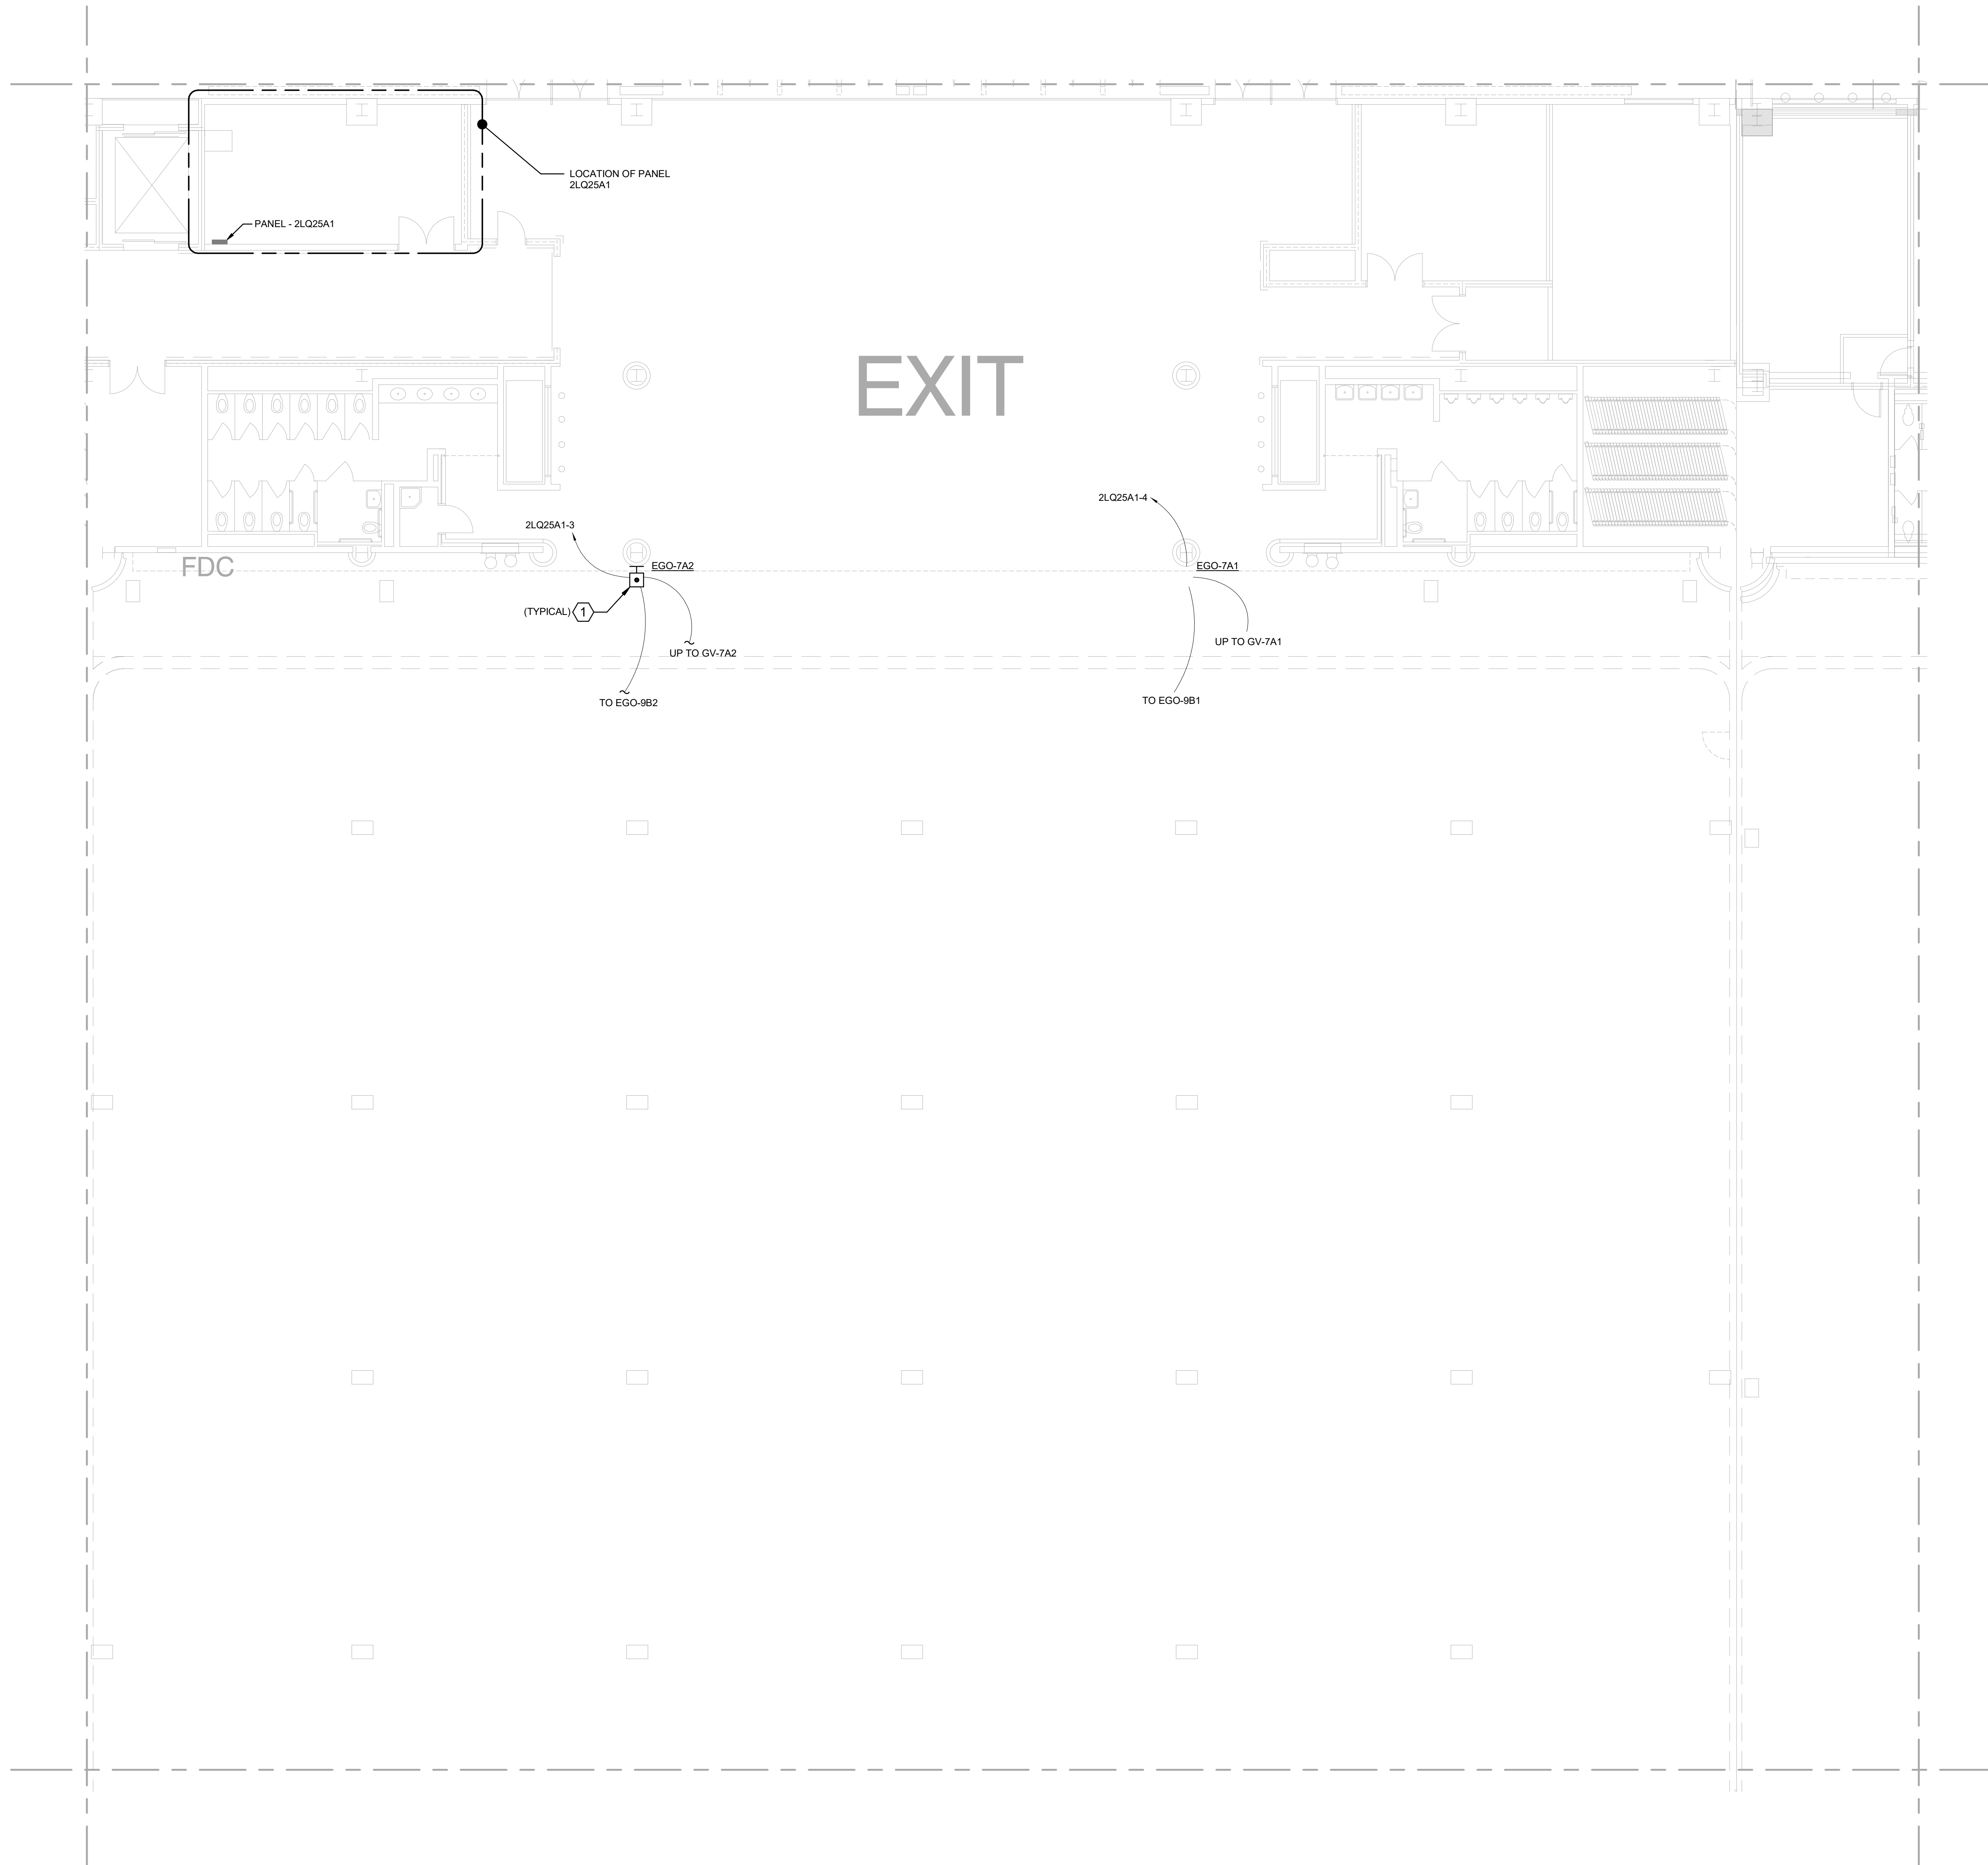 LOCATION OF PANEL
2LQ25A1
PANEL - 2LQ25A1
EXIT
2LQ25A1-4
2LQ25A1-3
FDC
EGO-7A2
EGO-7A1
(TYPICAL) 1
UP TO GV-7A1
UP TO GV-7A2
TO EGO-9B2
TO EGO-9B1